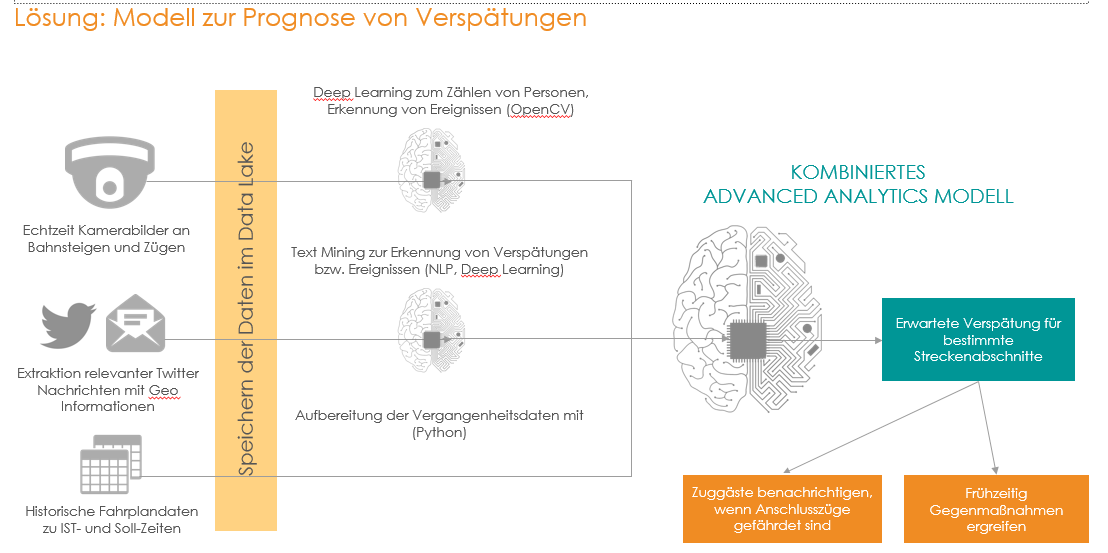 Lösung: Modell zur Prognose von Verspätungen
Deep Learning zum Zählen von Personen,
Erkennung von Ereignissen (OpenCV)
Echtzeit Kamerabilder an
Bahnsteigen und Zügen
Speichern der Daten im Data Lake
Text Mining zur Erkennung von Verspätungen
bzw. Ereignissen (NLP, Deep Learning)
Extraktion relevanter Twitter
Nachrichten mit Geo
Informationen
Aufbereitung der Vergangenheitsdaten mit
(Python)
Historische Fahrplandaten
zu IST- und Soll-Zeiten
KOMBINIERTES
ADVANCED ANALYTICS MODELL
Erwartete Verspätung für
bestimmte
Streckenabschnitte
Zuggäste benachrichtigen,
wenn Anschlusszüge
gefährdet sind
Frühzeitig
Gegenmaßnahmen
ergreifen